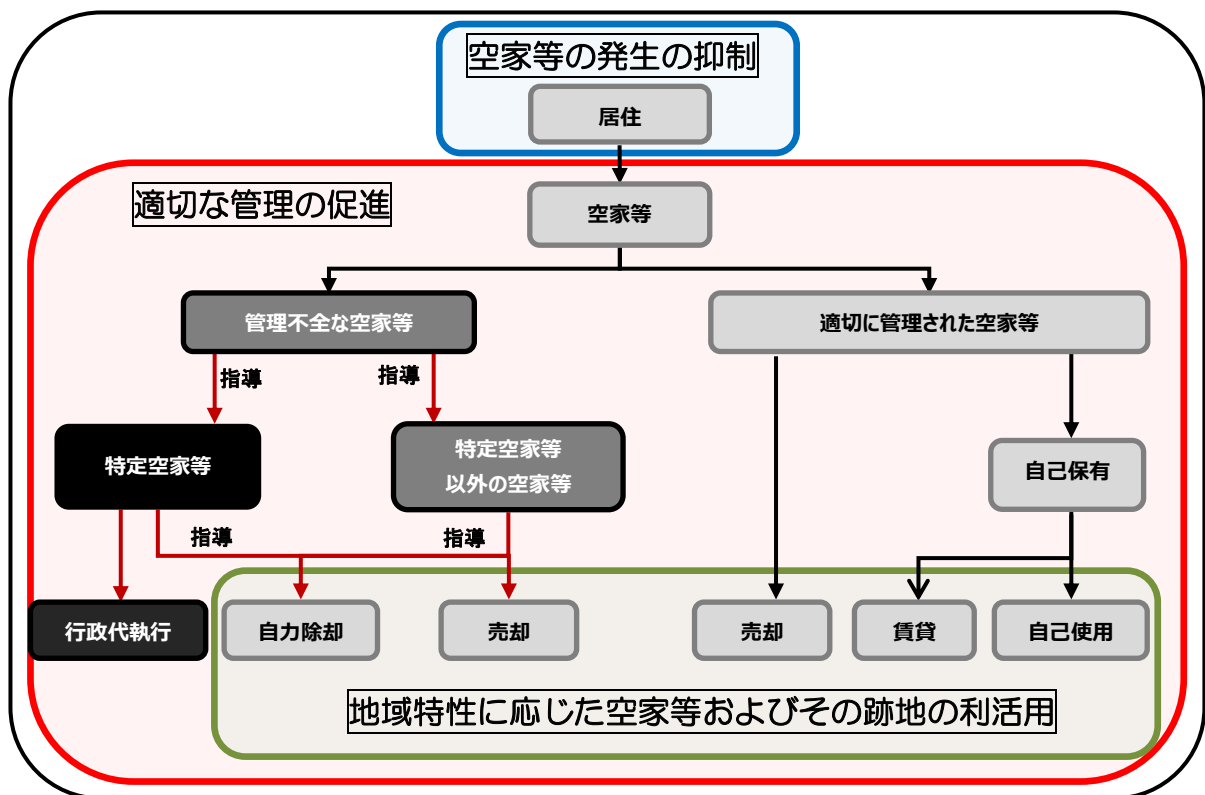 空家等の発生の抑制
居住
適切な管理の促進
空家等
管理不全な空家等
適切に管理された空家等
指導
指導
特定空家等
特定空家等
以外の空家等
自己保有
指導
指導
行政代執行
自力除却
売却
売却
賃貸
自己使用
地域特性に応じた空家等およびその跡地の利活用